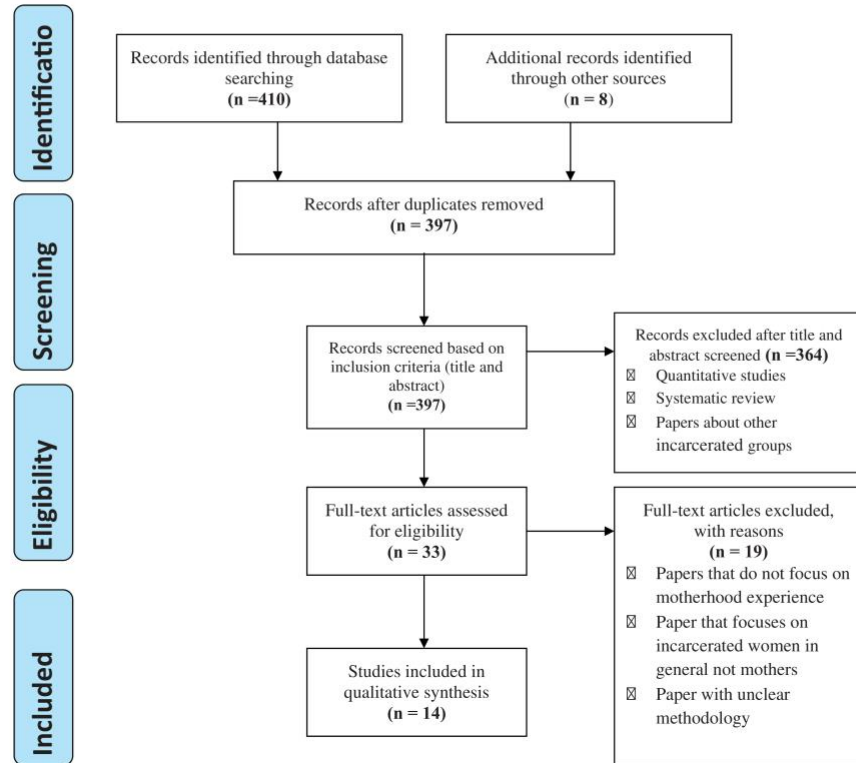 Identificatio
Records identified through database
searching
(n =410)
Additional records identified
through other sources
(n = 8)
Records after duplicates removed
(n = 397)
Screening
Records screened based on
inclusion criteria (title and
abstract)
(n =397)
Records excluded after title and
abstract screened (n =364)
Quantitative studies
Systematic review
Papers about other
incarcerated groups
Eligibility
Full-text articles assessed
for eligibility
(n = 33)
Full-text articles excluded,
with reasons
(n = 19)
Papers that do not focus on
motherhood experience
Paper that focuses on
incarcerated women in
general not mothers
Paper with unclear
methodology
Included
Studies included in
qualitative synthesis
(n = 14)